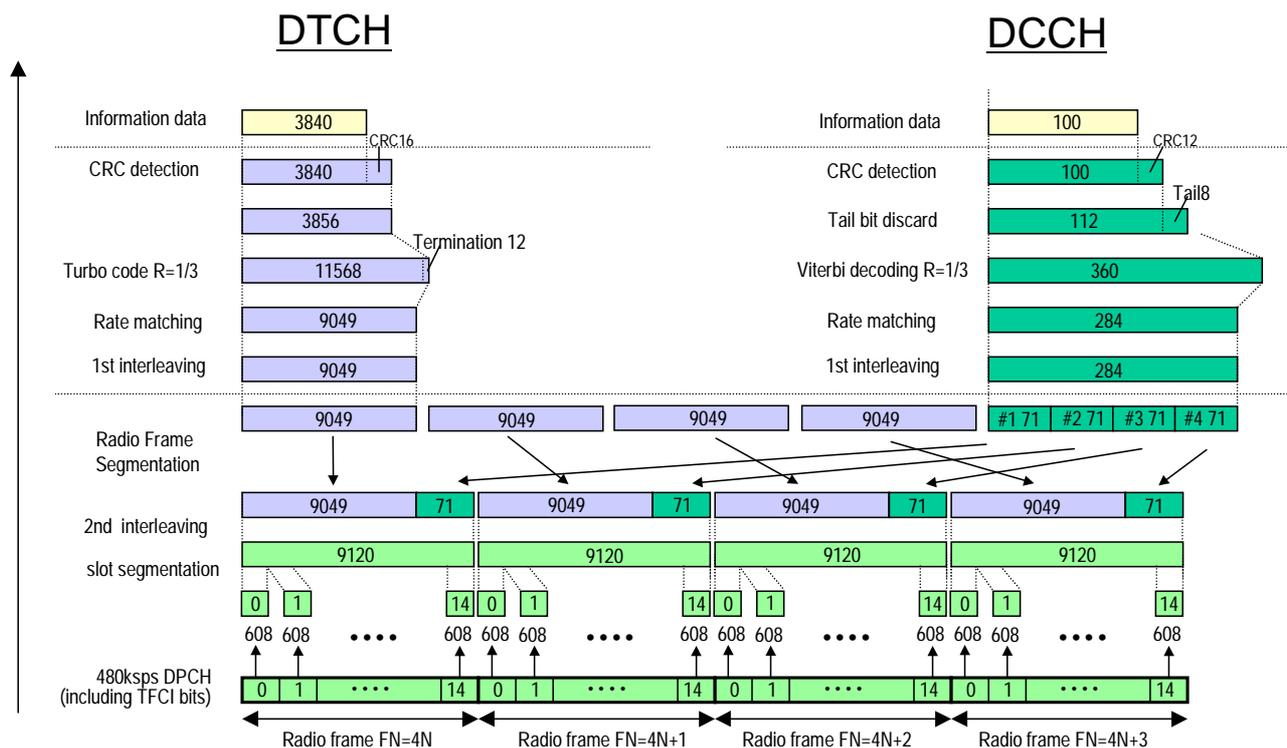 DTCH
DCCH
Information data
3840
Information data
100
CRC16
CRC12
CRC detection
3840
CRC detection
100
Tail8
3856
Tail bit discard
112
Termination 12
Turbo code R=1/3
11568
Viterbi decoding R=1/3
360
Rate matching
9049
Rate matching
284
1st interleaving
9049
1st interleaving
284
9049
9049
9049
9049
#1 71
#2 71
#3 71
#4 71
Radio Frame
Segmentation
9049
71
9049
71
9049
71
9049
71
2nd interleaving
9120
9120
9120
9120
slot segmentation
0
1
14
0
1
14
0
1
14
0
1
14
608
608
••••
608
608
608
••••
608
608
608
••••
608
608
608
••••
608
480ksps DPCH
(including TFCI bits)
0
1
••••
14
0
1
••••
14
0
1
••••
14
0
1
••••
14
Radio frame FN=4N
Radio frame FN=4N+1
Radio frame FN=4N+2
Radio frame FN=4N+3